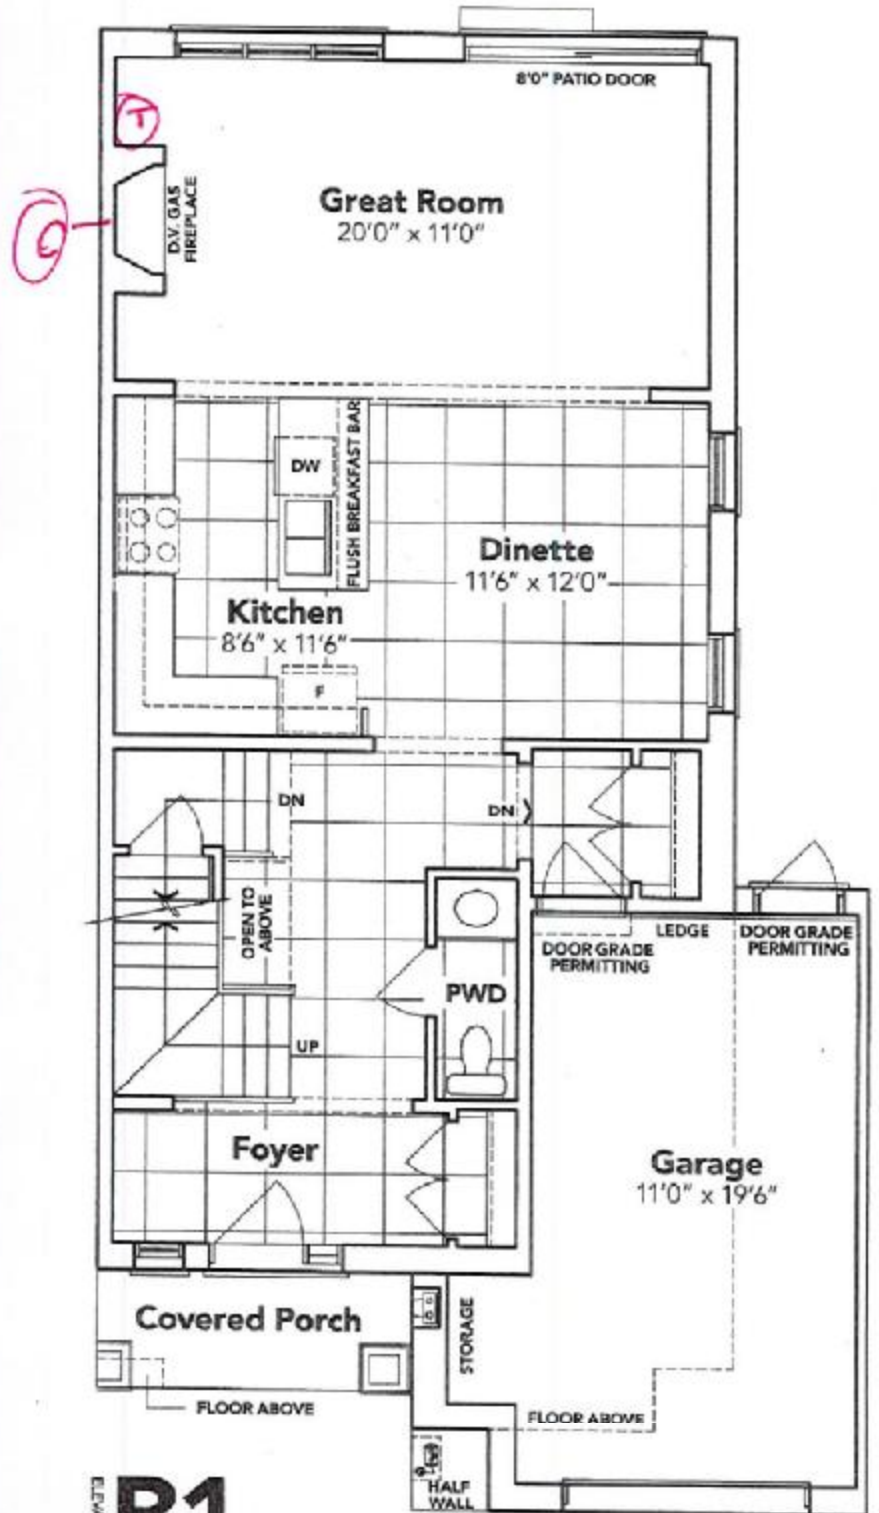 8'0" PATIO DOOR
T
D.V. GAS
FIREPLACE
Great Room
20'0" x 11'0"
DW
FLUSH BREAKFAST BAR
Dinette
11'6" x 12'0"
Kitchen
8'6" x 11'6"
F
DN
DN
OPEN TO
ABOVE
LEDGE
DOOR GRADE
PERMITTING
DOOR GRADE
PERMITTING
PWD
UP
Foyer
Garage
11'0" x 19'6"
Covered Porch
STORAGE
FLOOR ABOVE
FLOOR ABOVE
HALF
WALL
B1